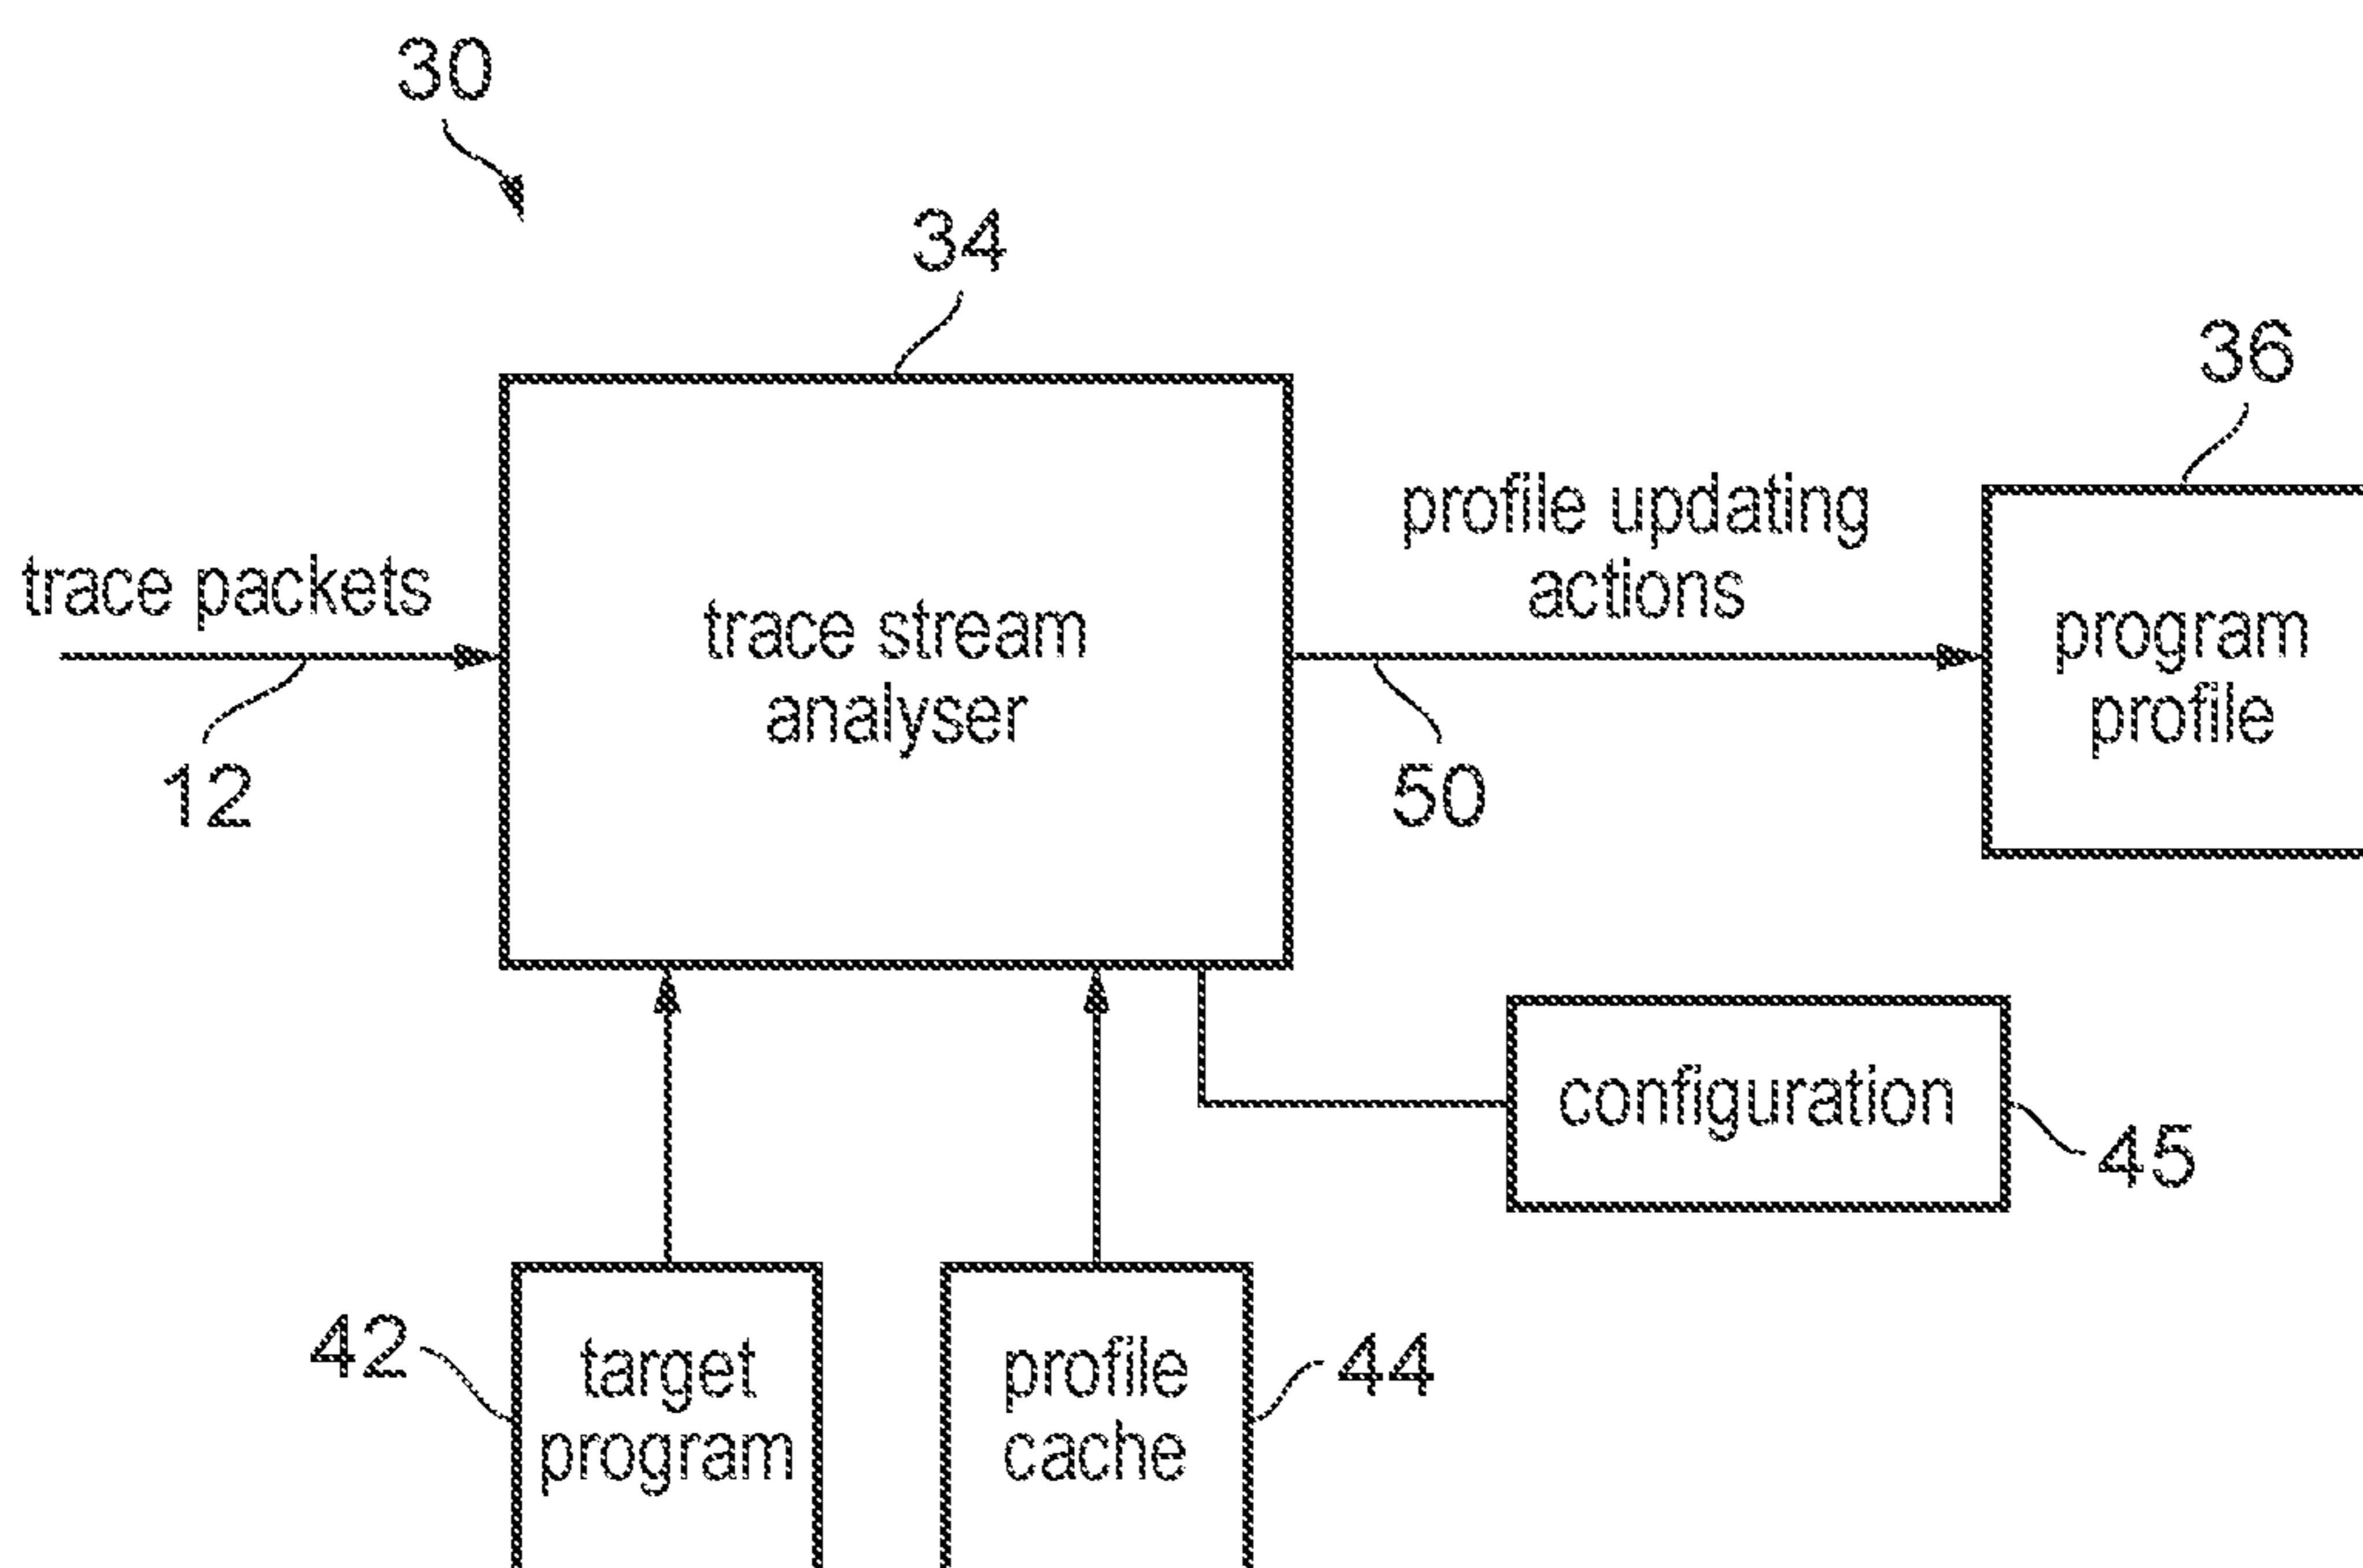 30
34
36
trace packets
12
trace stream
analyser
profile updating
actions
50
program
profile
configuration
45
42
target
program
profile
cache
44